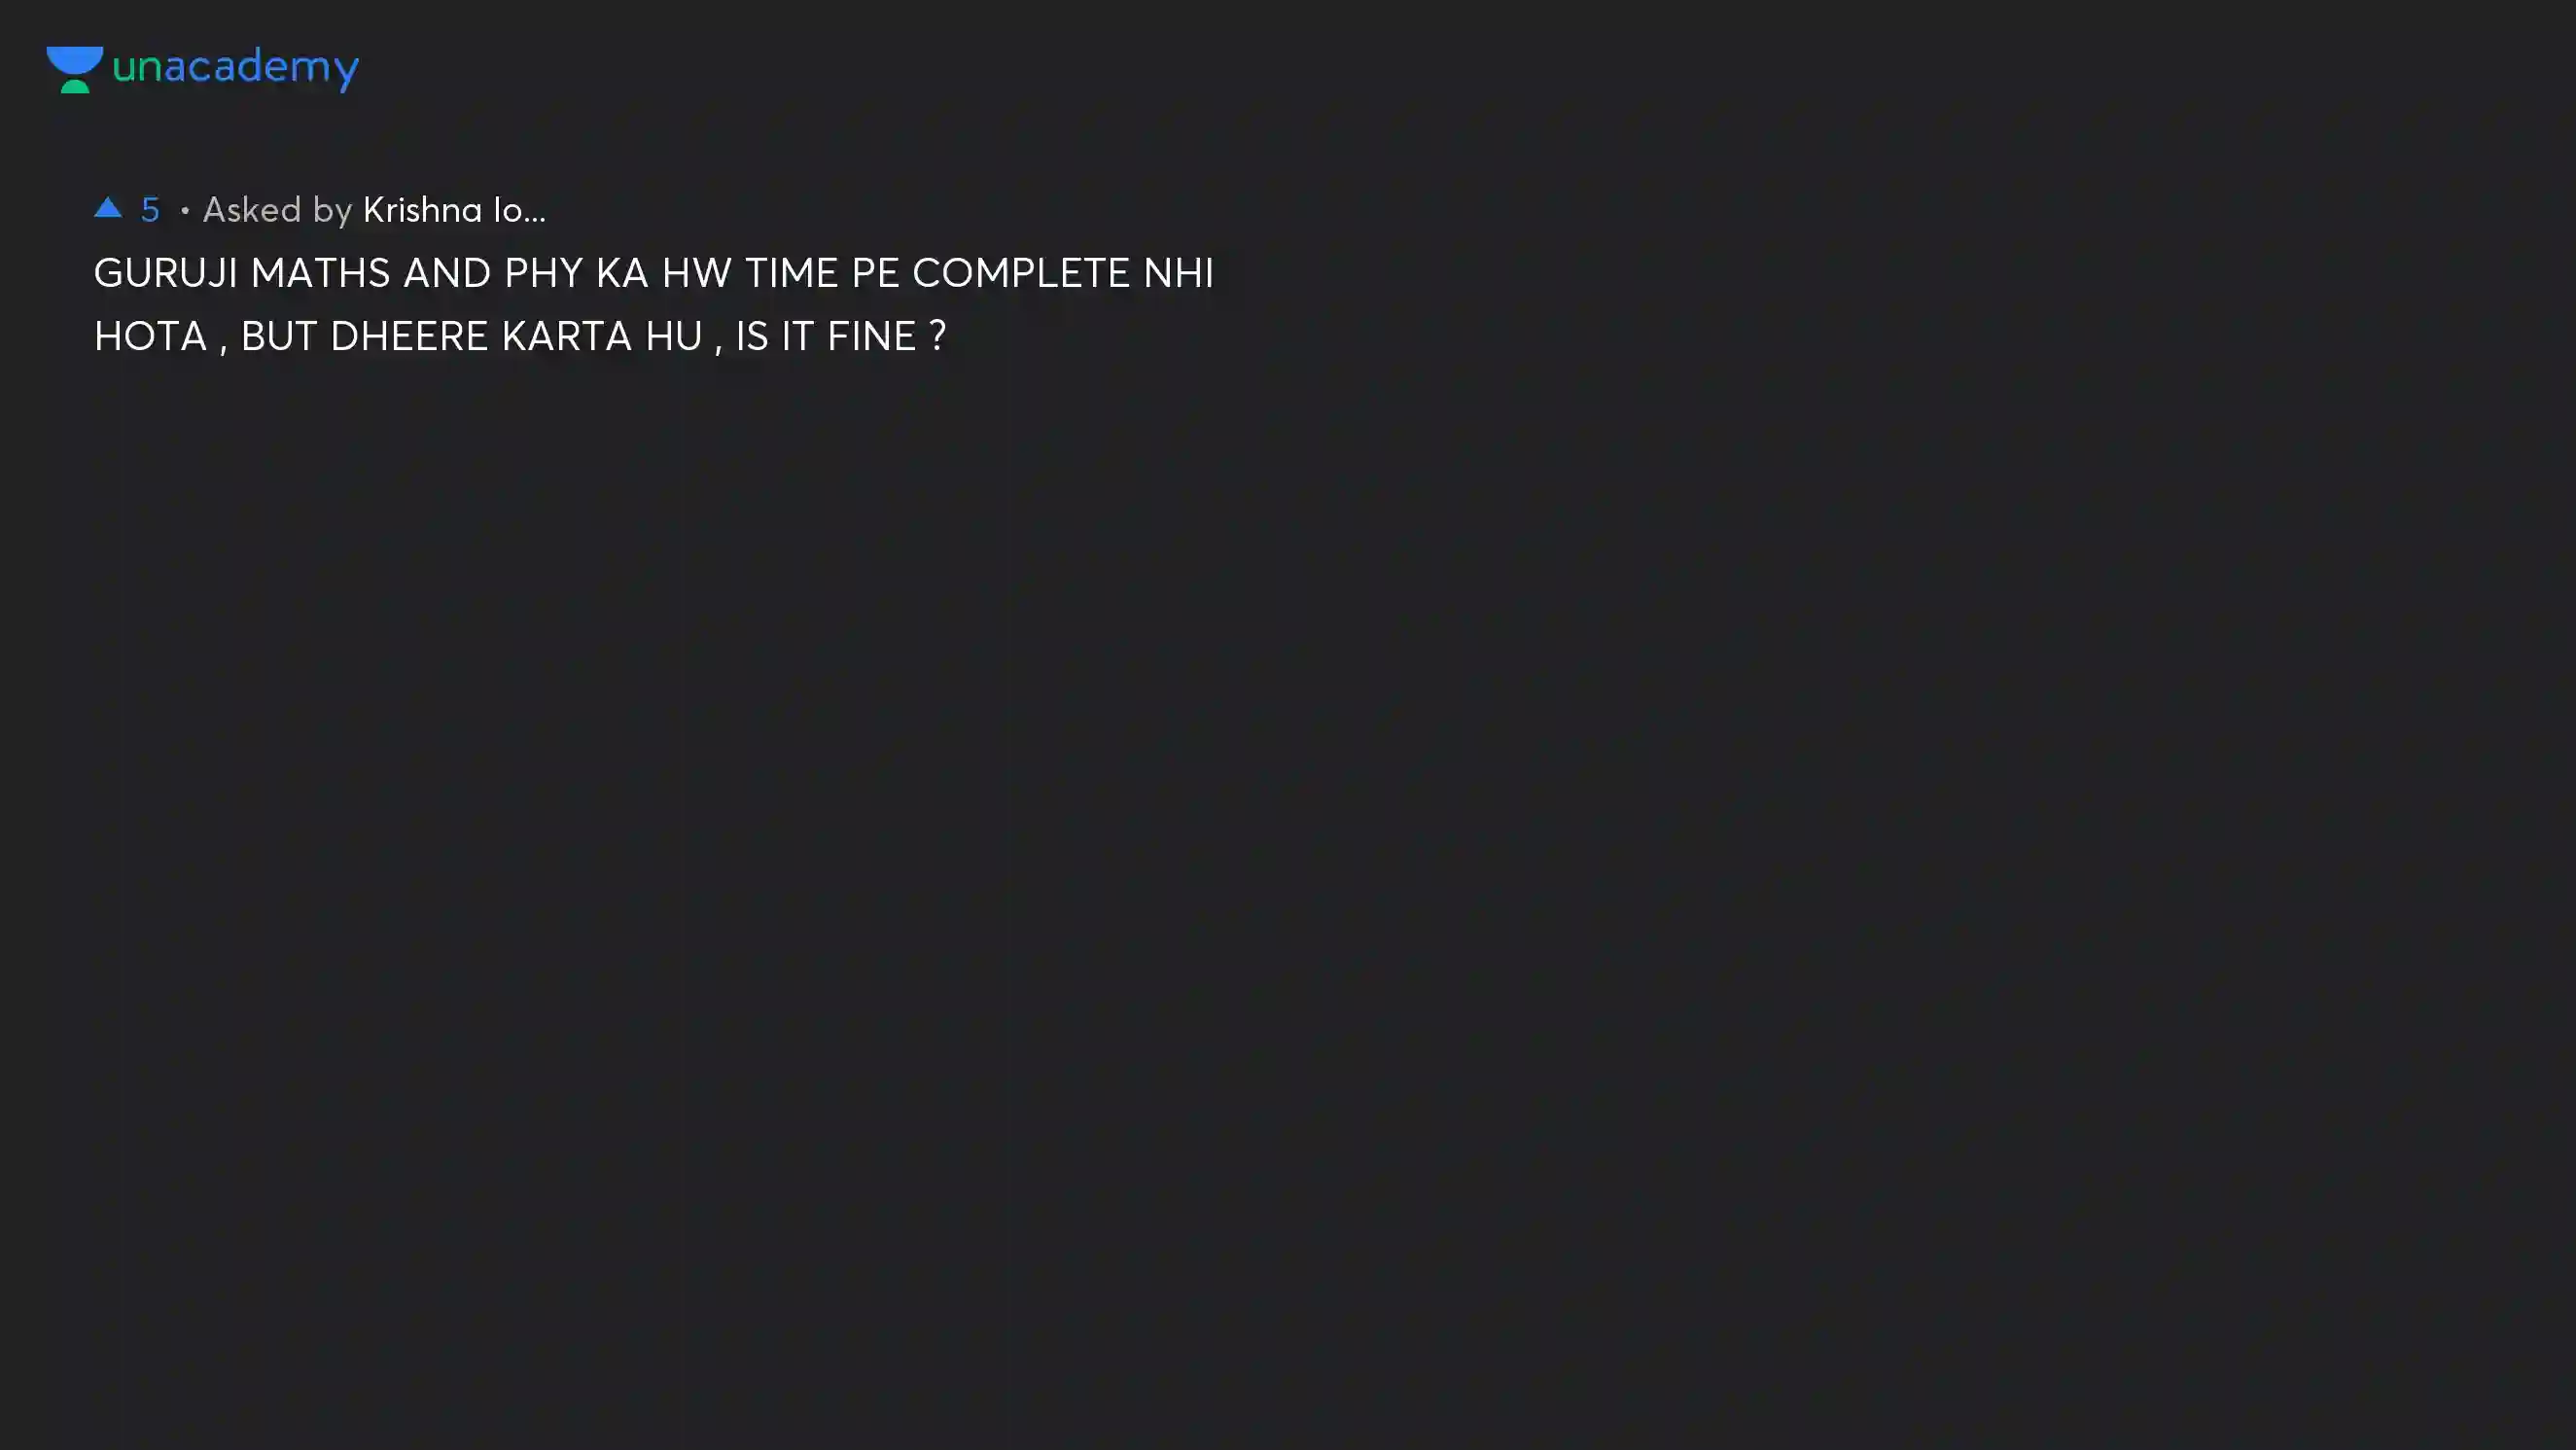 unacademy
▲ 5 • Asked by Krishna lo...
GURUJI MATHS AND PHY KA HW TIME PE COMPLETE NHI
HOTA , BUT DHEERE KARTA HU , IS IT FINE ?